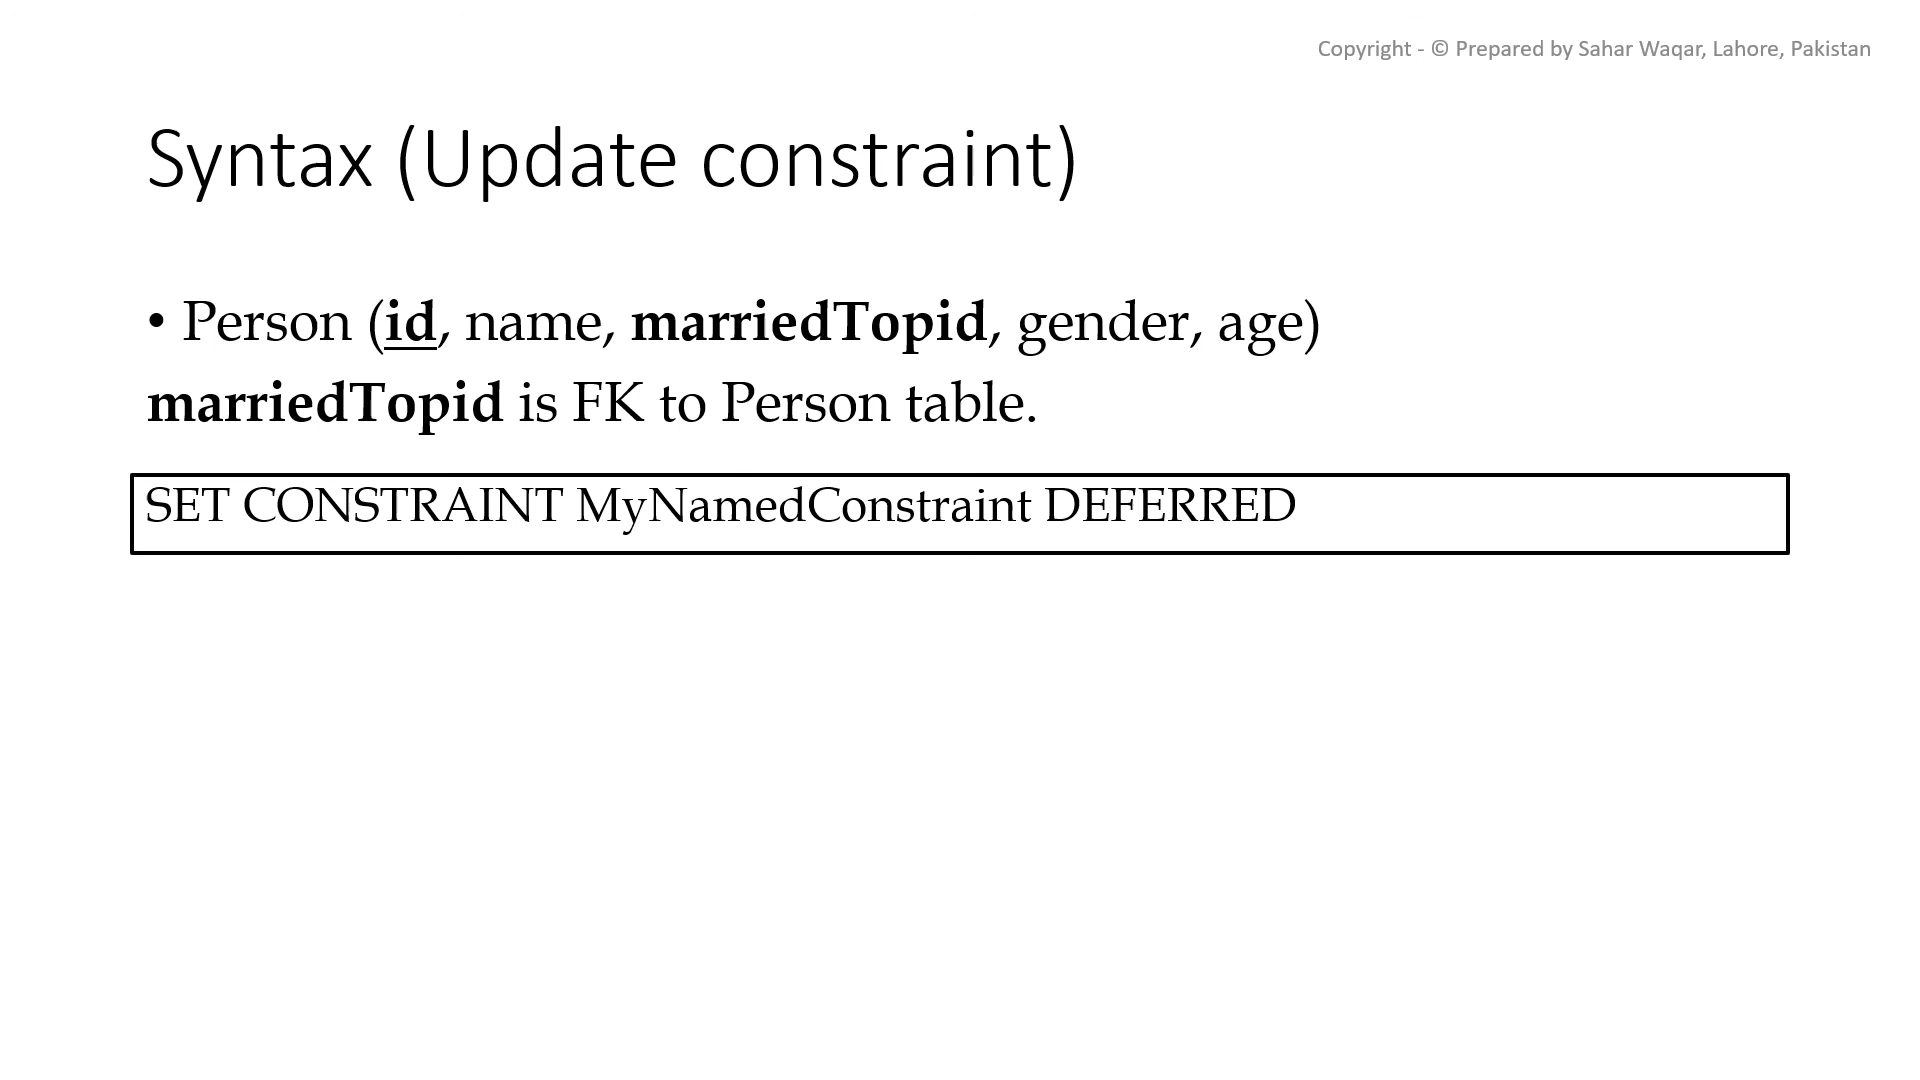 Copyright - © Prepared by Sahar Waqar, Lahore, Pakistan
Syntax (Update constraint)
• Person (id, name, marriedTopid, gender, age)
marriedTopid is FK to Person table.
SET CONSTRAINT MyNamedConstraint DEFERRED